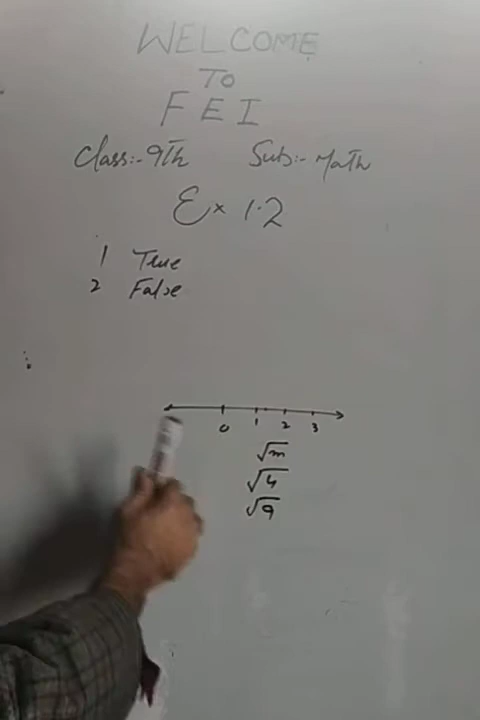 WELCOME
TO
FEI
Class:- 9Th Sub:- Math
Ex 1.2
1 True
2 False
0 1 2 3
√m
√4
√9